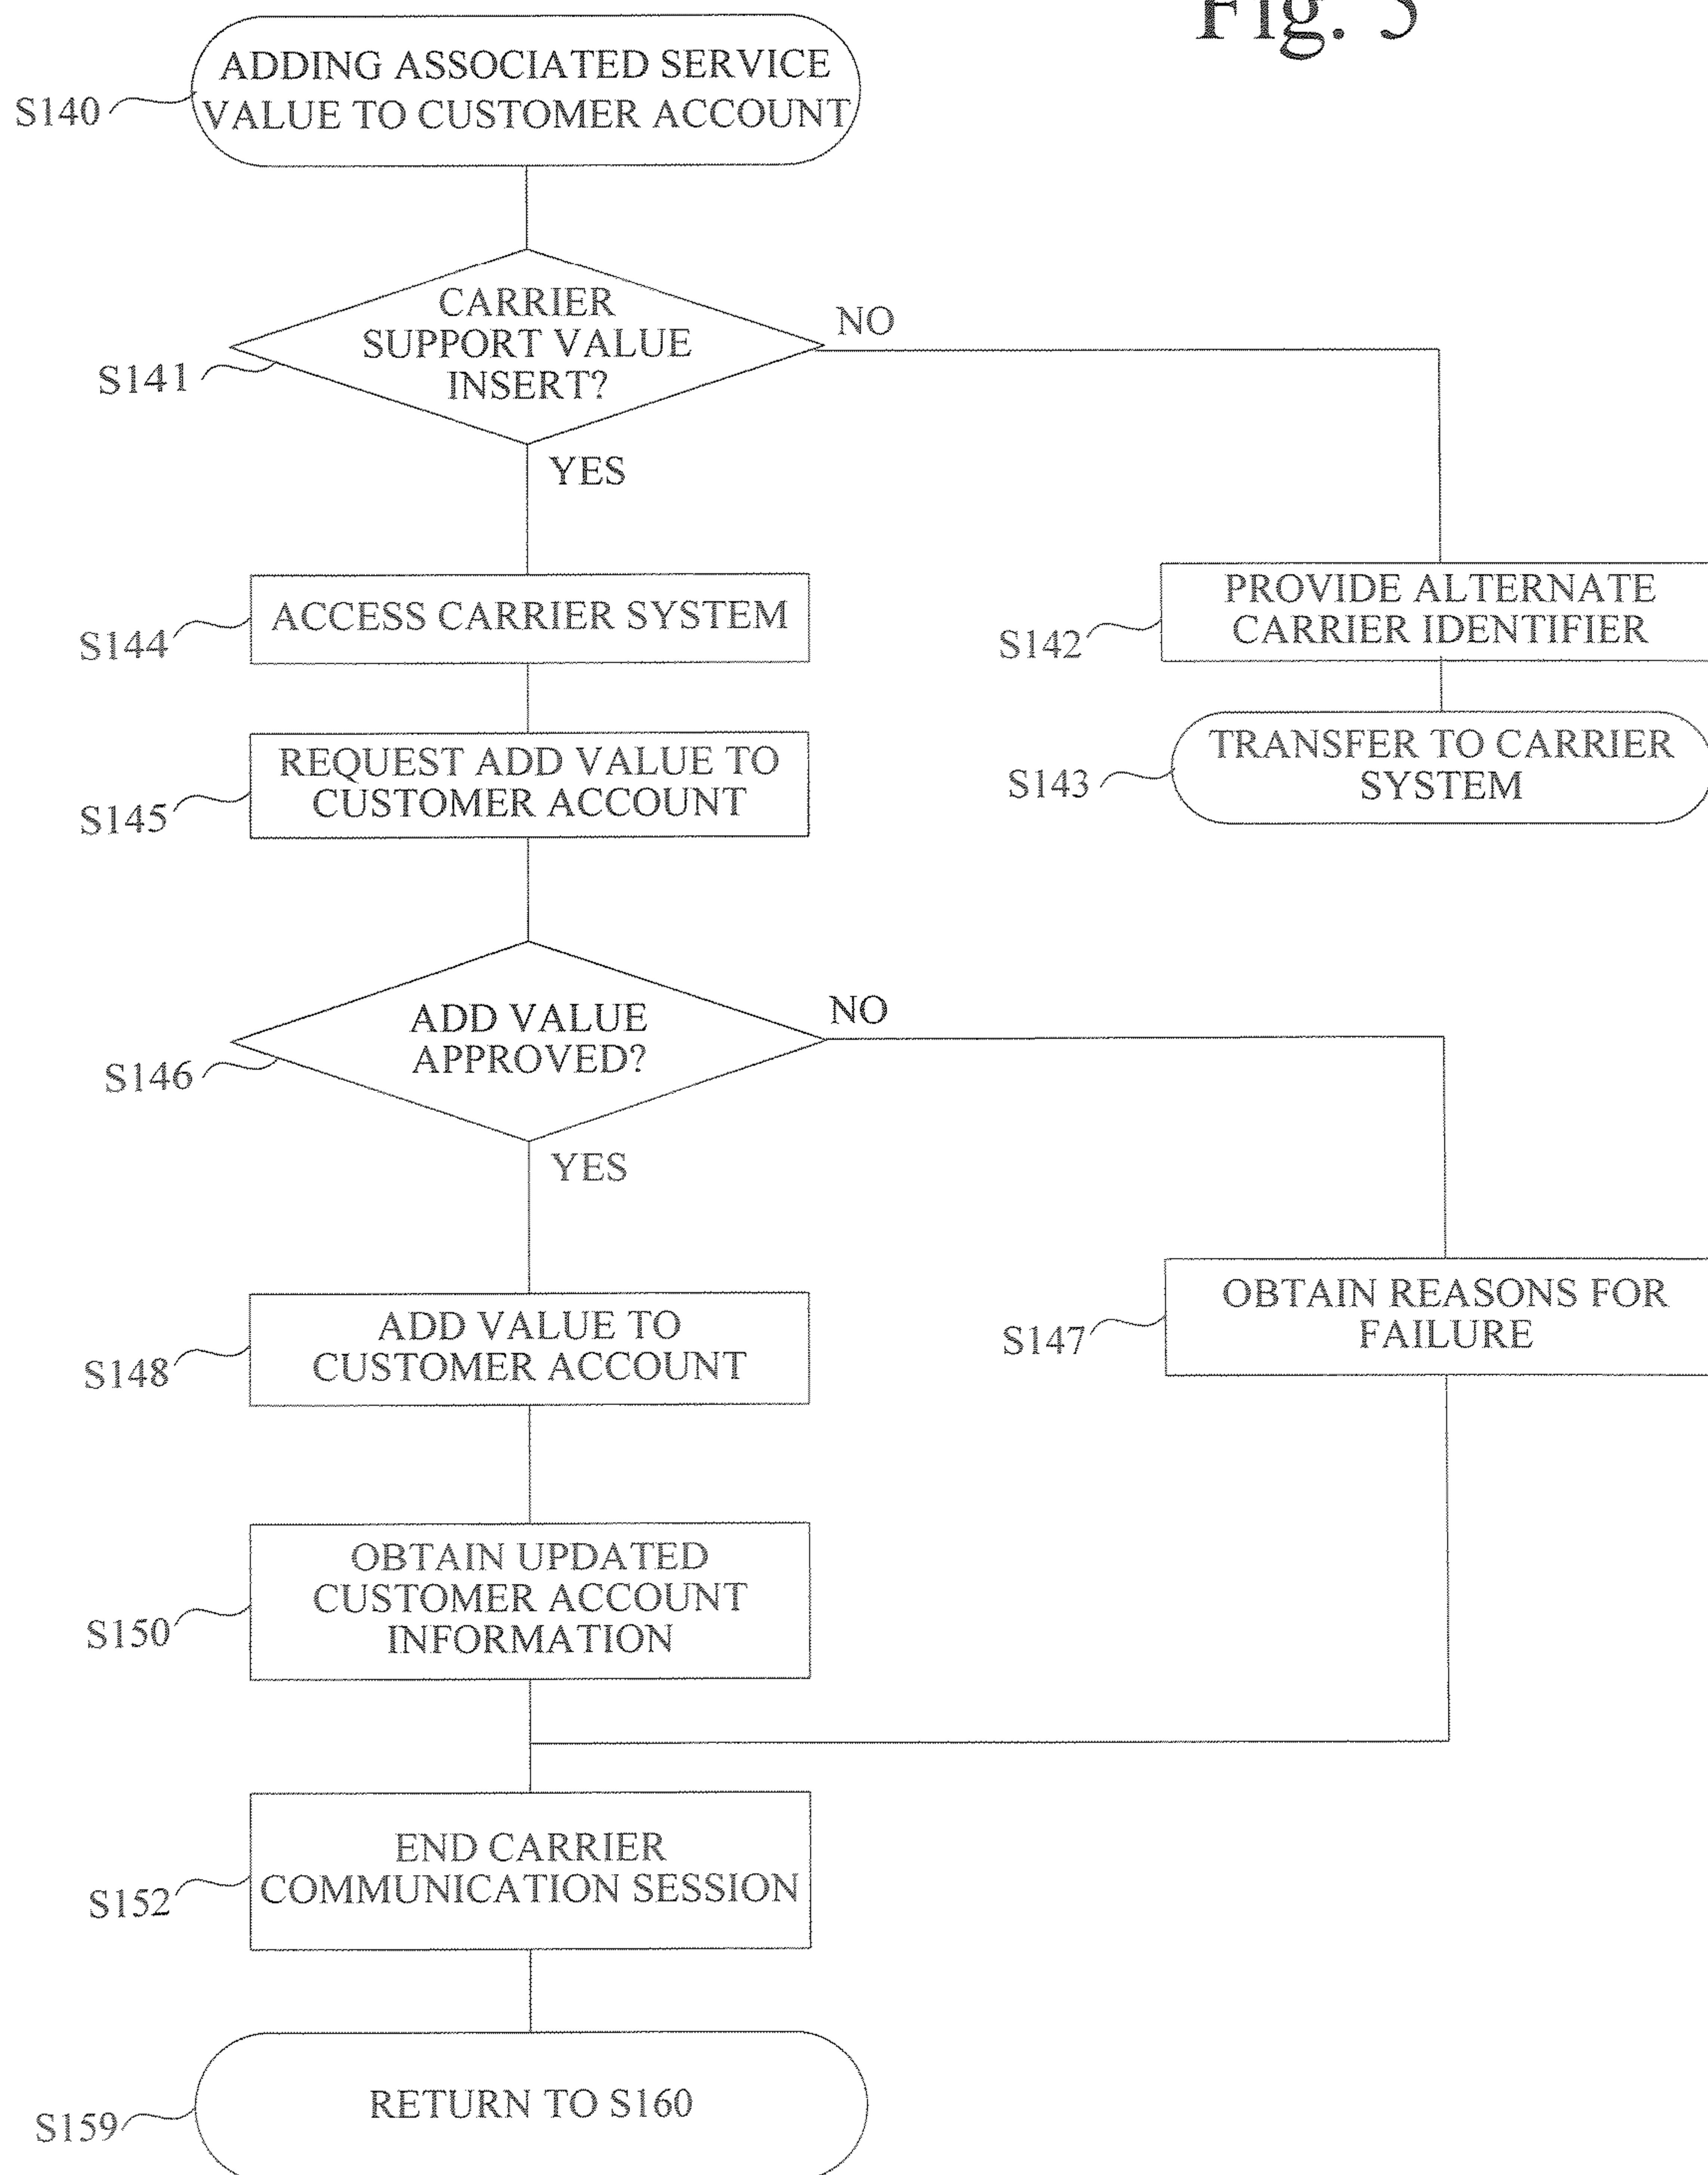 Fig. 5
ADDING ASSOCIATED SERVICE
VALUE TO CUSTOMER ACCOUNT
S140
CARRIER
SUPPORT VALUE
INSERT?
S141
NO
YES
ACCESS CARRIER SYSTEM
S144
PROVIDE ALTERNATE
CARRIER IDENTIFIER
S142
REQUEST ADD VALUE TO
CUSTOMER ACCOUNT
S145
TRANSFER TO CARRIER
SYSTEM
S143
ADD VALUE
APPROVED?
S146
NO
YES
ADD VALUE TO
CUSTOMER ACCOUNT
S148
OBTAIN REASONS FOR
FAILURE
S147
OBTAIN UPDATED
CUSTOMER ACCOUNT
INFORMATION
S150
END CARRIER
COMMUNICATION SESSION
S152
RETURN TO S160
S159